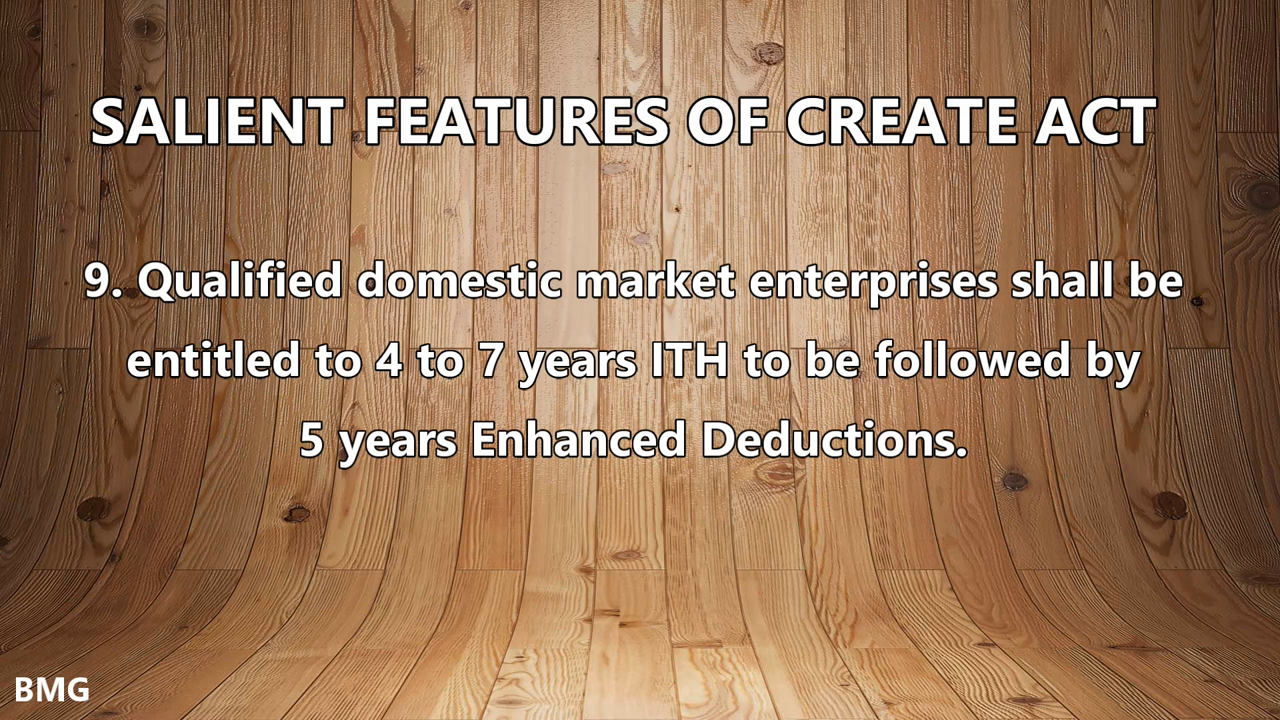 SALIENT FEATURES OF CREATE ACT
9. Qualified domestic market enterprises shall be
entitled to 4 to 7 years ITH to be followed by
5 years Enhanced Deductions.
BMG